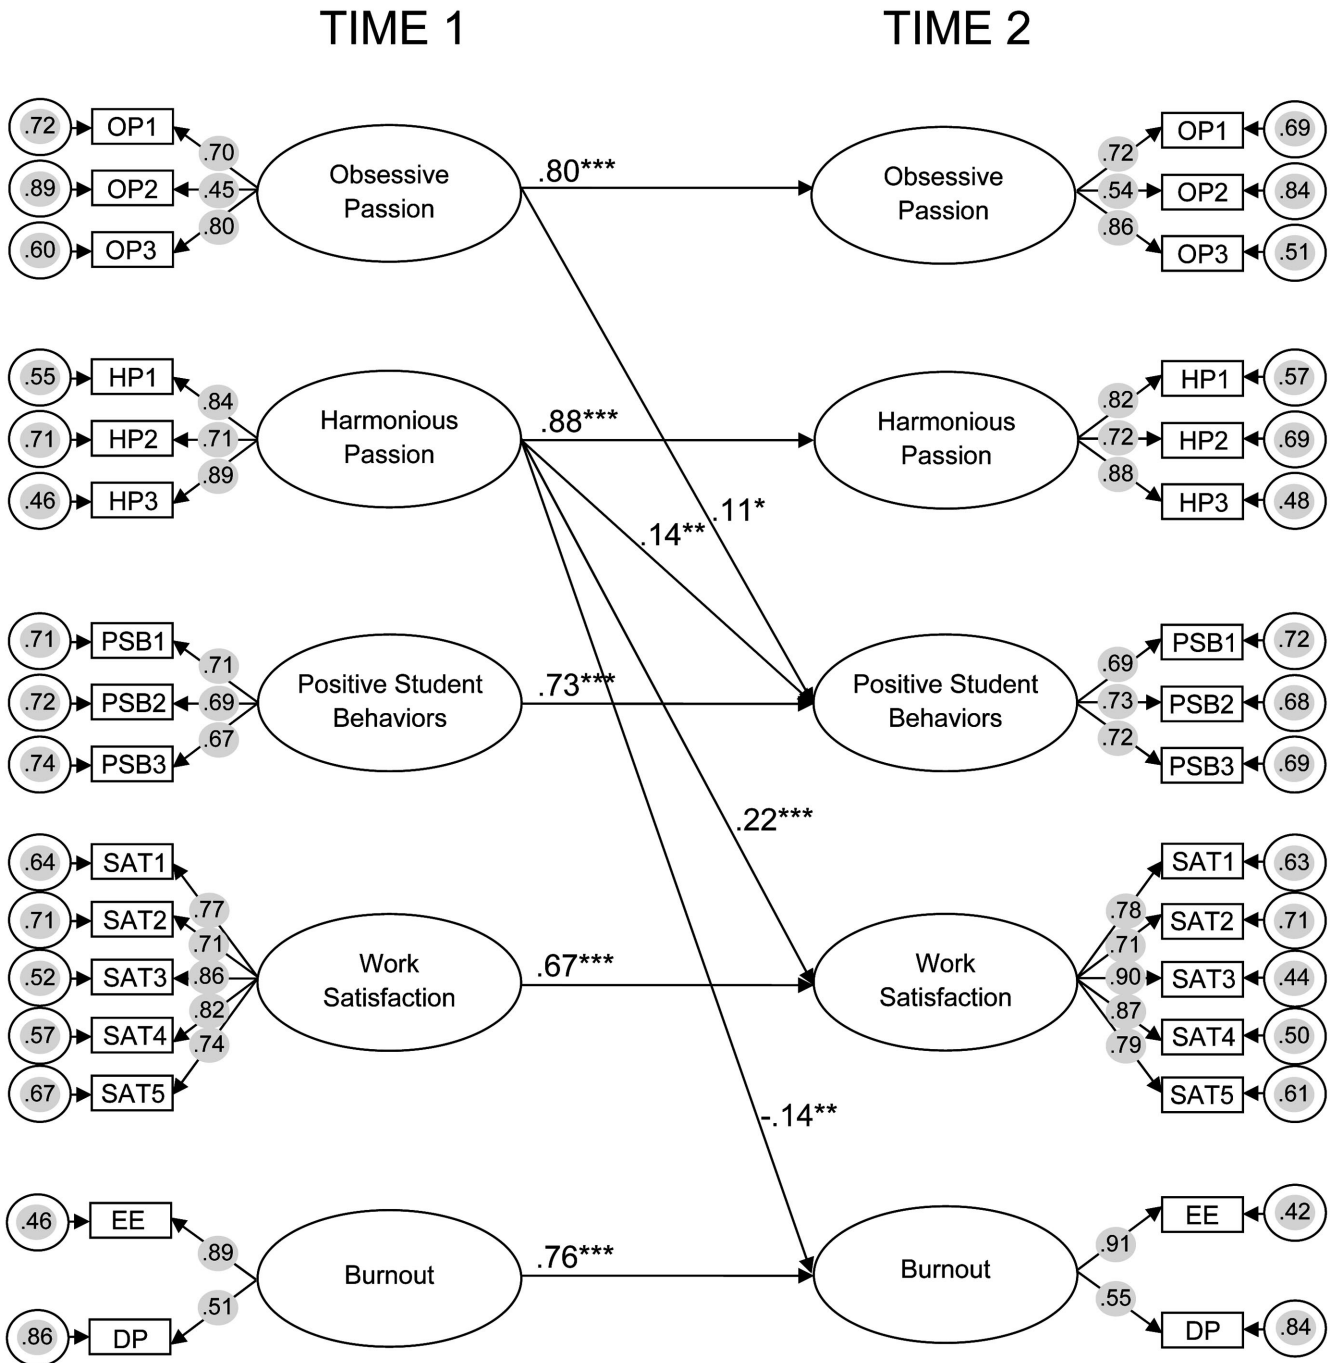 TIME 1 TIME 2
.72 OP1 .70
.89 OP2 .45
.60 OP3 .80
Obsessive
Passion
.80***
Obsessive
Passion
.72 OP1 .69
.54 OP2 .84
.86 OP3 .51
.55 HP1 .84
.71 HP2 .71
.46 HP3 .89
Harmonious
Passion
.88***
Harmonious
Passion
.82 HP1 .57
.72 HP2 .69
.88 HP3 .48
.11*
.14**
.71 PSB1 .71
.72 PSB2 .69
.74 PSB3 .67
Positive Student
Behaviors
.73***
Positive Student
Behaviors
.69 PSB1 .72
.73 PSB2 .68
.72 PSB3 .69
.22***
.64 SAT1 .77
.71 SAT2 .71
.52 SAT3 .86
.57 SAT4 .82
.67 SAT5 .74
Work
Satisfaction
.67***
Work
Satisfaction
.78 SAT1 .63
.71 SAT2 .71
.90 SAT3 .44
.87 SAT4 .50
.79 SAT5 .61
-.14**
.46 EE .89
.86 DP .51
Burnout
.76***
Burnout
.91 EE .42
.55 DP .84